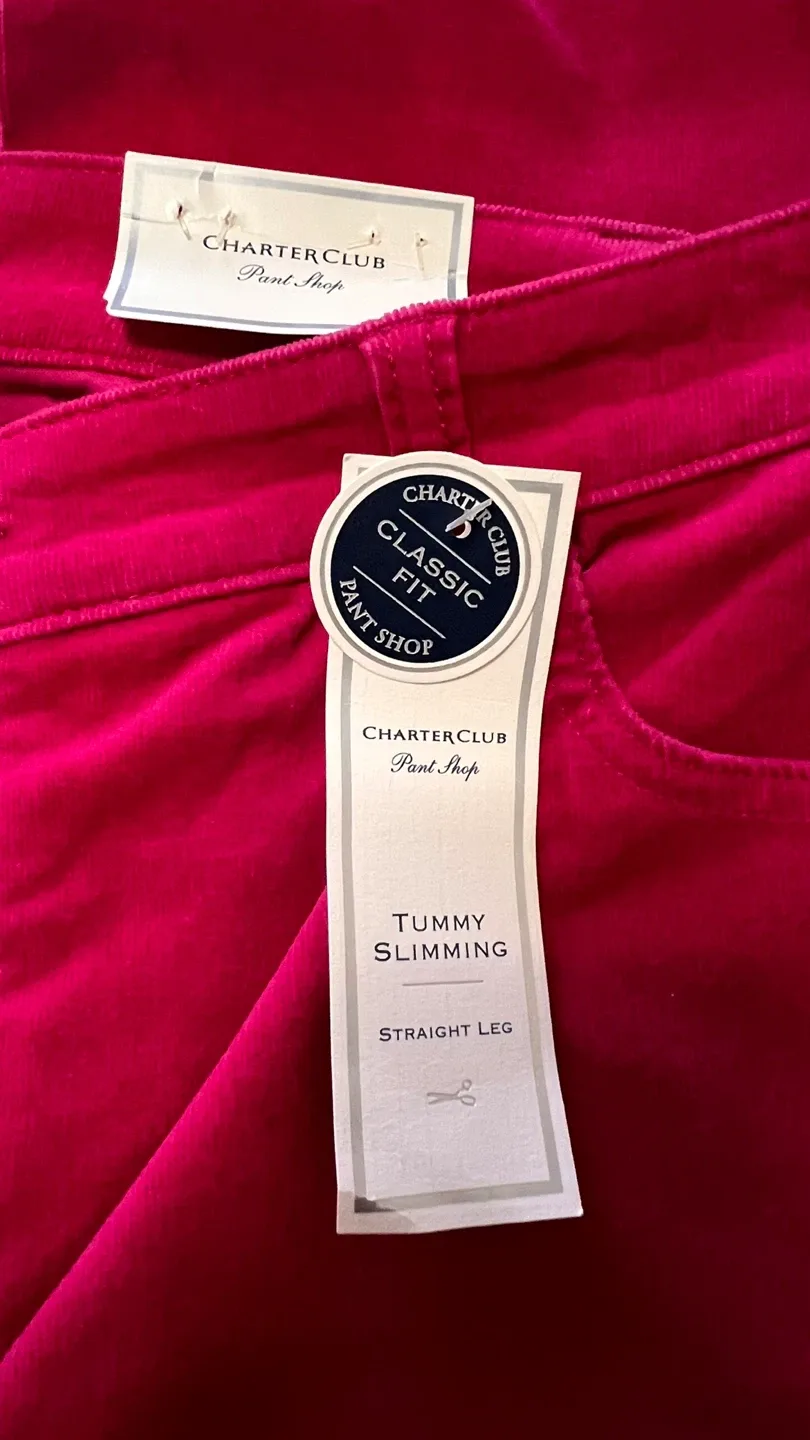 CHARTER CLUB
Pant Shop
CHARTER CLUB
CLASSIC
FIT
PANT SHOP
CHARTER CLUB
Pant Shop
TUMMY
SLIMMING
STRAIGHT LEG